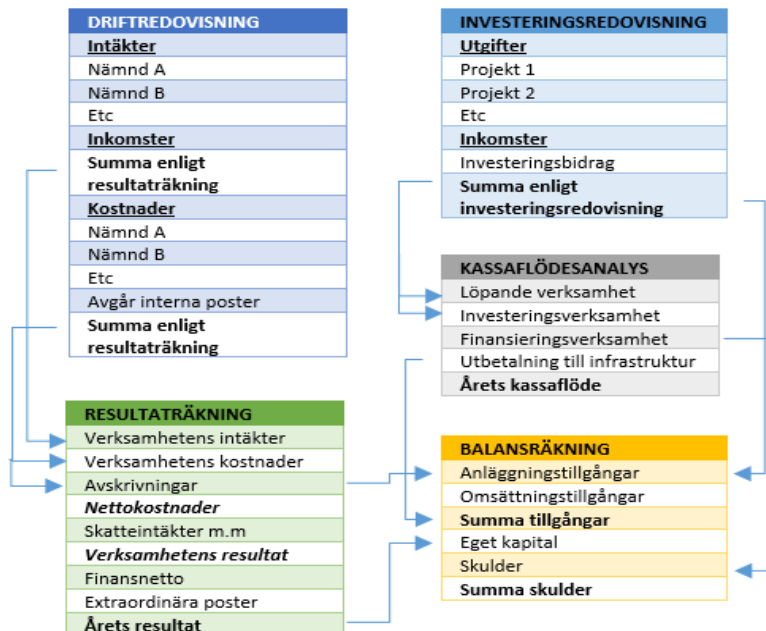 DRIFTREDOVISNING
Intäkter
Nämnd A
Nämnd B
Etc
Inkomster
Summa enligt
resultaträkning
Kostnader
Nämnd A
Nämnd B
Etc
Avgår interna poster
Summa enligt
resultaträkning
INVESTERINGSREDOVISNING
Utgifter
Projekt 1
Projekt 2
Etc
Inkomster
Investeringsbidrag
Summa enligt
investeringsredovisning
KASSAFLÖDESANALYS
Löpande verksamhet
Investeringsverksamhet
Finansieringsverksamhet
Utbetalning till infrastruktur
Årets kassaflöde
RESULTATRÄKNING
Verksamhetens intäkter
Verksamhetens kostnader
Avskrivningar
Nettokostnader
Skatteintäkter m.m
Verksamhetens resultat
Finansnetto
Extraordinära poster
Årets resultat
BALANSRÄKNING
Anläggningstillgångar
Omsättningstillgångar
Summa tillgångar
Eget kapital
Skulder
Summa skulder